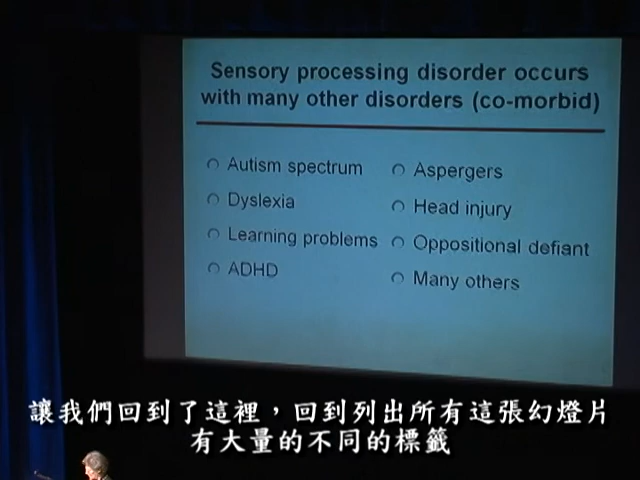 Sensory processing disorder occurs
with many other disorders (co-morbid)
Autism spectrum
Dyslexia
Learning problems
ADHD
Aspergers
Head injury
Oppositional defiant
Many others
讓我們回到了這裡，回到列出所有這張幻燈片
有大量的不同的標籤